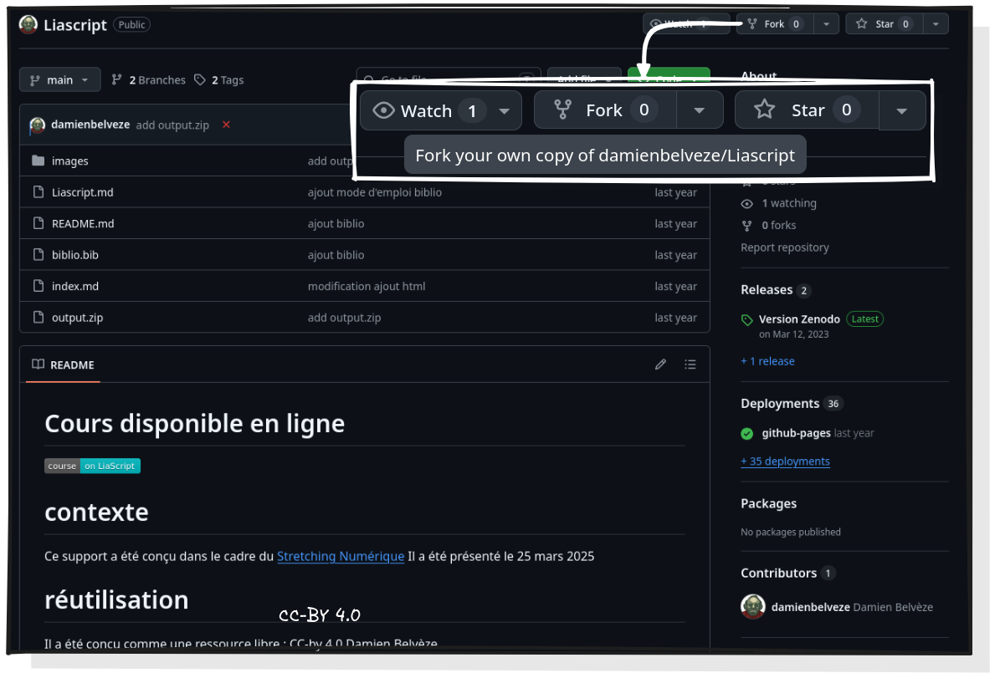 Liascript Public
Watch 1 Fork 0 Star 0
main 2 Branches 2 Tags
Go to file Add file Code
About
Watch 1 Fork 0 Star 0
Fork your own copy of damienbelveze/Liascript
damienbelveze add output.zip
images add outp
Liascript.md ajout mode d'emploi biblio last year
README.md ajout biblio last year
biblio.bib ajout biblio last year
index.md modification ajout html last year
output.zip add output.zip last year
README
Cours disponible en ligne
course on LiaScript
contexte
Ce support a été conçu dans le cadre du Stretching Numérique Il a été présenté le 25 mars 2025
réutilisation
CC-BY 4.0
Il a été conçu comme une ressource libre : CC-by 4.0 Damien Belvèze
0 stars
1 watching
0 forks
Report repository
Releases 2
Version Zenodo Latest
on Mar 12, 2023
+ 1 release
Deployments 36
github-pages last year
+ 35 deployments
Packages
No packages published
Contributors 1
damienbelveze Damien Belvèze